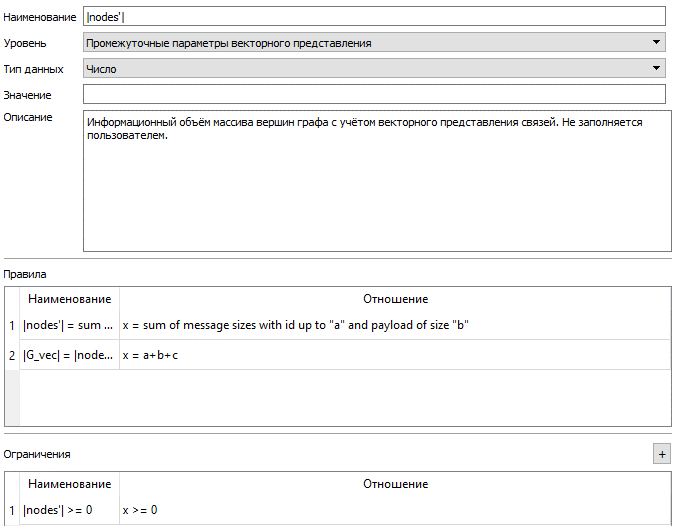 Наименование |nodes'|
Уровень Промежуточные параметры векторного представления
Тип данных Число
Значение
Описание Информационный объём массива вершин графа с учётом векторного представления связей. Не заполняется
пользователем.
Правила
Наименование Отношение
1 |nodes'| = sum ... x = sum of message sizes with id up to "a" and payload of size "b"
2 |G_vec| = |node... x = a+b+c
Ограничения +
Наименование Отношение
1 |nodes'| >= 0 x >= 0